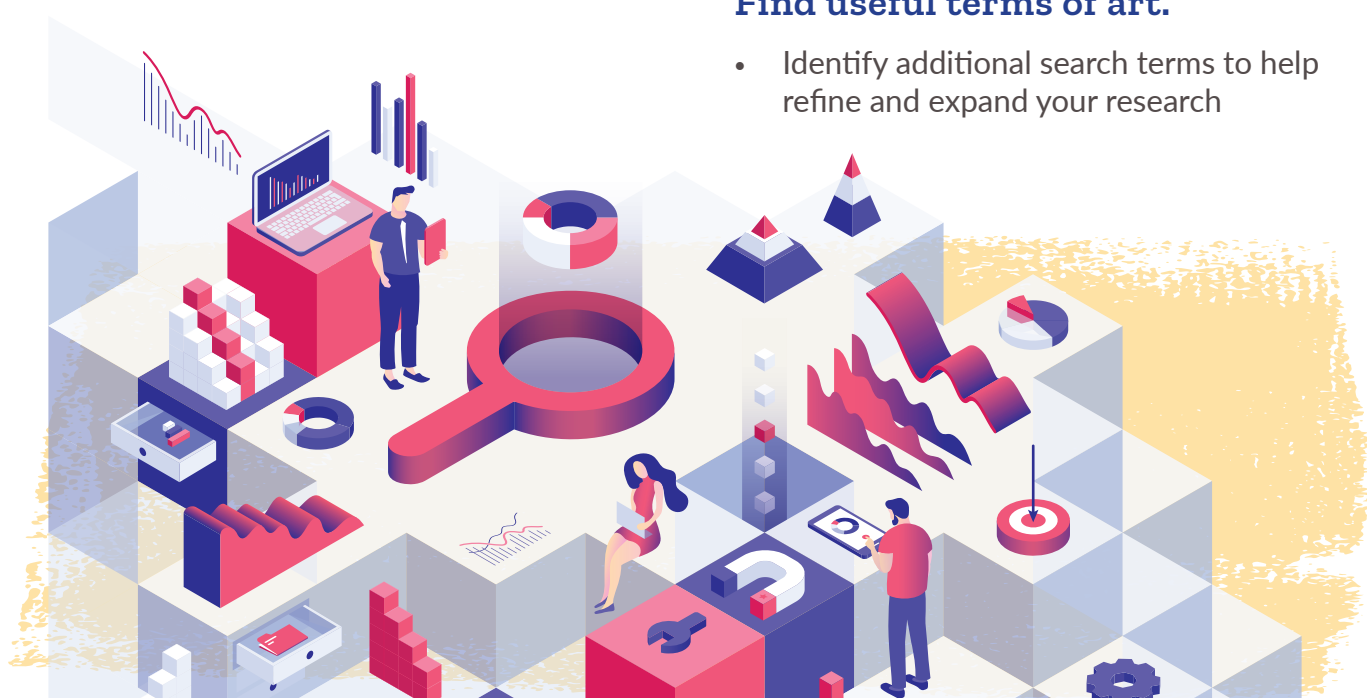 Find useful terms of art.
• Identify additional search terms to help
refine and expand your research